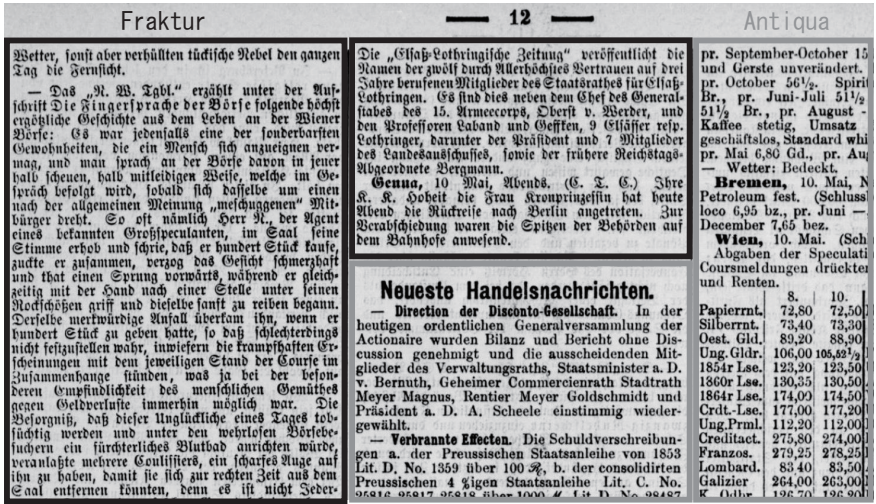 Fraktur
— 12 —
Antiqua
Wetter, sonst aber verhüllten tückische Nebel den ganzen
Tag die Fernsicht.
— Das „N. W. Tgbl.“ erzählt unter der Auf-
schrift Die Fingersprache der Börse folgende höchst
ergötzliche Geschichte aus dem Leben an der Wiener
Börse: Es war jedenfalls eine der sonderbarsten
Gewohnheiten, die ein Mensch sich anzueignen ver-
mag, und man sprach an der Börse davon in jener
halb scheuen, halb mitleidigen Weise, welche im Ge-
spräch befolgt wird, sobald sich dasselbe um einen
nach der allgemeinen Meinung „meschuggenen“ Mit-
bürger dreht. So oft nämlich Herr N., der Agent
eines bekannten Großspeculanten, im Saal seine
Stimme erhob und schrie, daß er hundert Stück kaufe,
zuckte er zusammen, verzog das Gesicht schmerzhaft
und that einen Sprung vorwärts, während er gleich-
zeitig mit der Hand nach einer Stelle unter seinen
Rockschößen griff und dieselbe sanft zu reiben begann.
Derselbe merkwürdige Anfall überkam ihn, wenn er
hundert Stück zu geben hatte, so daß schlechterdings
nicht festzustellen wahr, inwiefern die krampfhaften Er-
scheinungen mit dem jeweiligen Stand der Course im
Zusammenhange stünden, was ja bei der beson-
deren Empfindlichkeit des menschlichen Gemüthes
gegen Geldverluste immerhin möglich war. Die
Besorgniß, daß dieser Unglückliche eines Tages tob-
süchtig werden und unter den wehrlosen Börsebe-
suchern ein fürchterliches Blutbad anrichten würde,
veranlaßte mehrere Coulissiers, ein scharfes Auge auf
ihn zu haben, damit sie sich zur rechten Zeit aus dem
Saal entfernen könnten, denn es ist nicht Jeder-
Die „Elsaß-Lothringische Zeitung“ veröffentlicht die
Namen der zwölf durch Allerhöchstes Vertrauen auf drei
Jahre berufenen Mitglieder des Staatsrathes für Elsaß-
Lothringen. Es sind dies neben dem Chef des General-
stabes des 15. Armeecorps, Oberst v. Werder, und
den Professoren Laband und Geffken, 9 Elsässer resp.
Lothringer, darunter der Präsident und 7 Mitglieder
des Landesausschusses, sowie der frühere Reichstags-
Abgeordnete Bergmann.
Genua, 10 Mai, Abends. (C. T. C.) Ihre
K. K. Hoheit die Frau Kronprinzessin hat heute
Abend die Rückreise nach Berlin angetreten. Zur
Verabschiedung waren die Spitzen der Behörden auf
dem Bahnhofe anwesend.
Neueste Handelsnachrichten.
— Direction der Disconto-Gesellschaft. In der
heutigen ordentlichen Generalversammlung der
Actionaire wurden Bilanz und Bericht ohne Dis-
cussion genehmigt und die ausscheidenden Mit-
glieder des Verwaltungsraths, Staatsminister a. D.
v. Bernuth, Geheimer Commercienrath Stadtrath
Meyer Magnus, Rentier Meyer Goldschmidt und
Präsident a. D. A. Scheele einstimmig wieder-
gewählt.
— Verbrannte Effecten. Die Schuldverschreibun-
gen a. der Preussischen Staatsanleihe von 1853
Lit. D. No. 1359 über 100 R, b. der consolidirten
Preussischen 4 %igen Staatsanleihe Lit. C. No.
25816 25817 25818 über 1000 M Lit. D. No 28487
pr. September-October 15
und Gerste unverändert.
pr. October 56½. Spiri
Br., pr. Juni-Juli 51½
51½ Br., pr. August -
Kaffee stetig, Umsatz
geschäftslos, Standard whi
pr. Mai 6,80 Gd., pr. Au
— Wetter: Bedeckt.
Bremen, 10. Mai, N
Petroleum fest. (Schluss
loco 6,95 bz., pr. Juni —
December 7,65 bez.
Wien, 10. Mai. (Sch
Abgaben der Speculati
Coursmeldungen drückten
und Renten.
8. 10.
Papierrnt. 72,80 72,50
Silberrnt. 73,40 73,30
Oest. Gld. 89,20 88,90
Ung. Gldr. 106,00 105,52½
1854r Lse. 123,20 123,50
1860r Lse. 130,35 130,50
1864r Lse. 174,09 174,50
Crdt.-Lse. 177,00 177,20
Ung. Prml. 112,20 112,00
Creditact. 275,80 274,00
Franzos. 279,25 278,25
Lombard. 83,40 83,50
Galizier 264,00 263,00
Odbr. 126,70 126,50